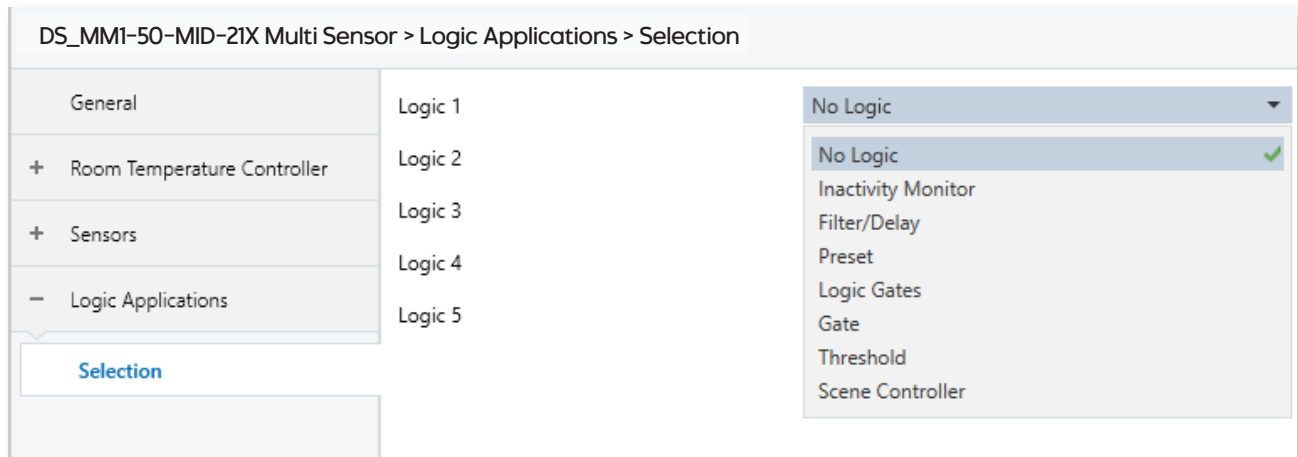 DS_MM1-50-MID-21X Multi Sensor > Logic Applications > Selection
General
+ Room Temperature Controller
+ Sensors
− Logic Applications
Selection
Logic 1
Logic 2
Logic 3
Logic 4
Logic 5
No Logic
No Logic
Inactivity Monitor
Filter/Delay
Preset
Logic Gates
Gate
Threshold
Scene Controller